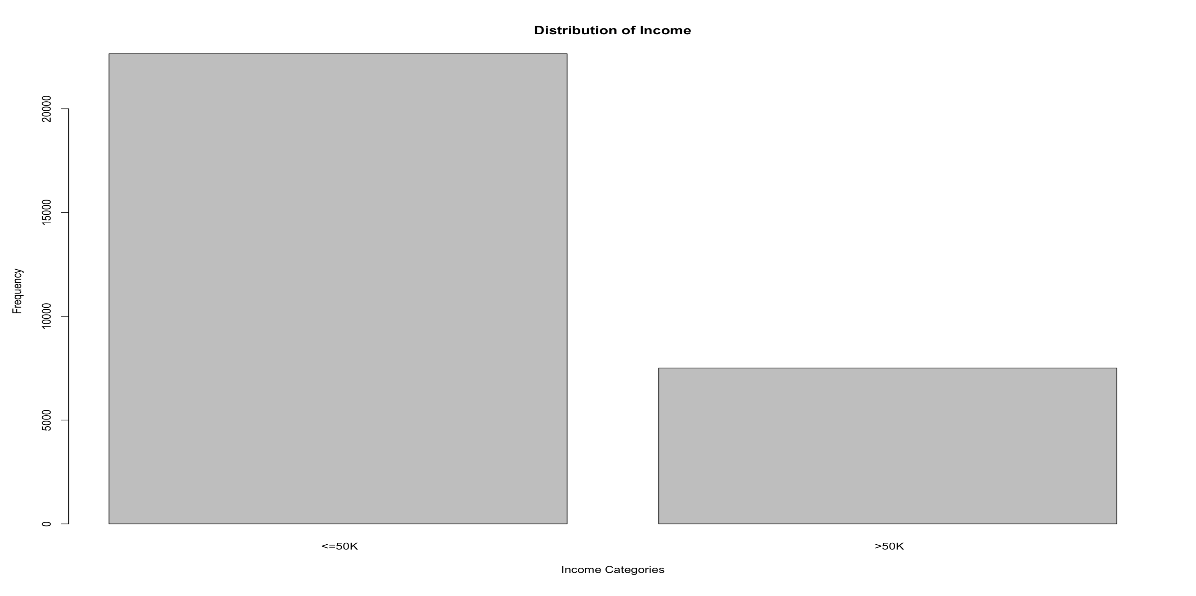 Distribution of Income
20000
15000
10000
5000
0
Frequency
<=50K
>50K
Income Categories